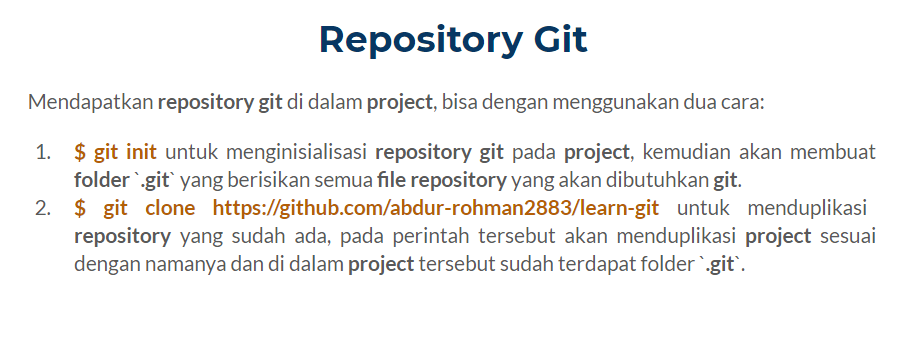 Repository Git
Mendapatkan repository git di dalam project, bisa dengan menggunakan dua cara:
1. $ git init untuk menginisialisasi repository git pada project, kemudian akan membuat
folder `.git` yang berisikan semua file repository yang akan dibutuhkan git.
2. $ git clone https://github.com/abdur-rohman2883/learn-git untuk menduplikasi
repository yang sudah ada, pada perintah tersebut akan menduplikasi project sesuai
dengan namanya dan di dalam project tersebut sudah terdapat folder `.git`.